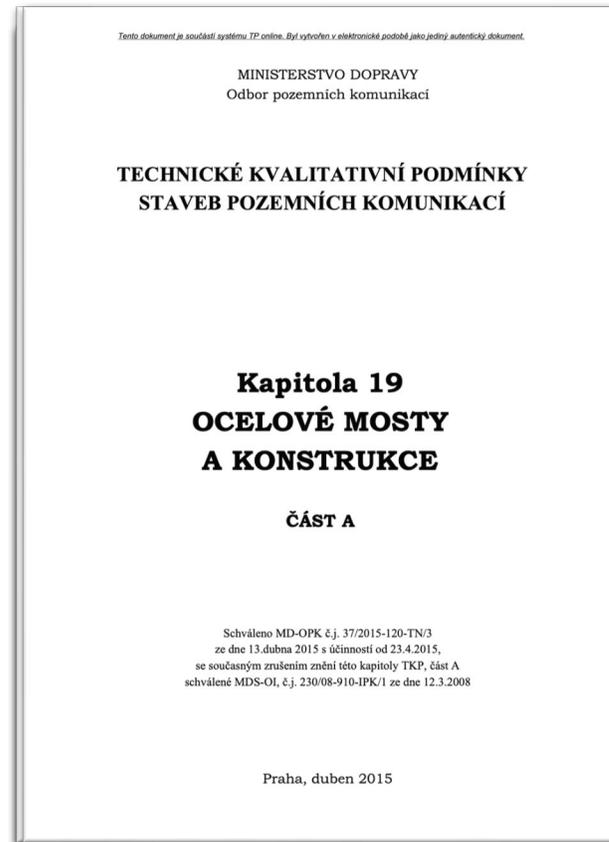 Tento dokument je součástí systému TP online. Byl vytvořen v elektronické podobě jako jediný autentický dokument.
MINISTERSTVO DOPRAVY
Odbor pozemních komunikací
TECHNICKÉ KVALITATIVNÍ PODMÍNKY
STAVEB POZEMNÍCH KOMUNIKACÍ
Kapitola 19
OCELOVÉ MOSTY
A KONSTRUKCE
ČÁST A
Schváleno MD-OPK č.j. 37/2015-120-TN/3
ze dne 13.dubna 2015 s účinností od 23.4.2015,
se současným zrušením znění této kapitoly TKP, část A
schválené MDS-OI, č.j. 230/08-910-IPK/1 ze dne 12.3.2008
Praha, duben 2015